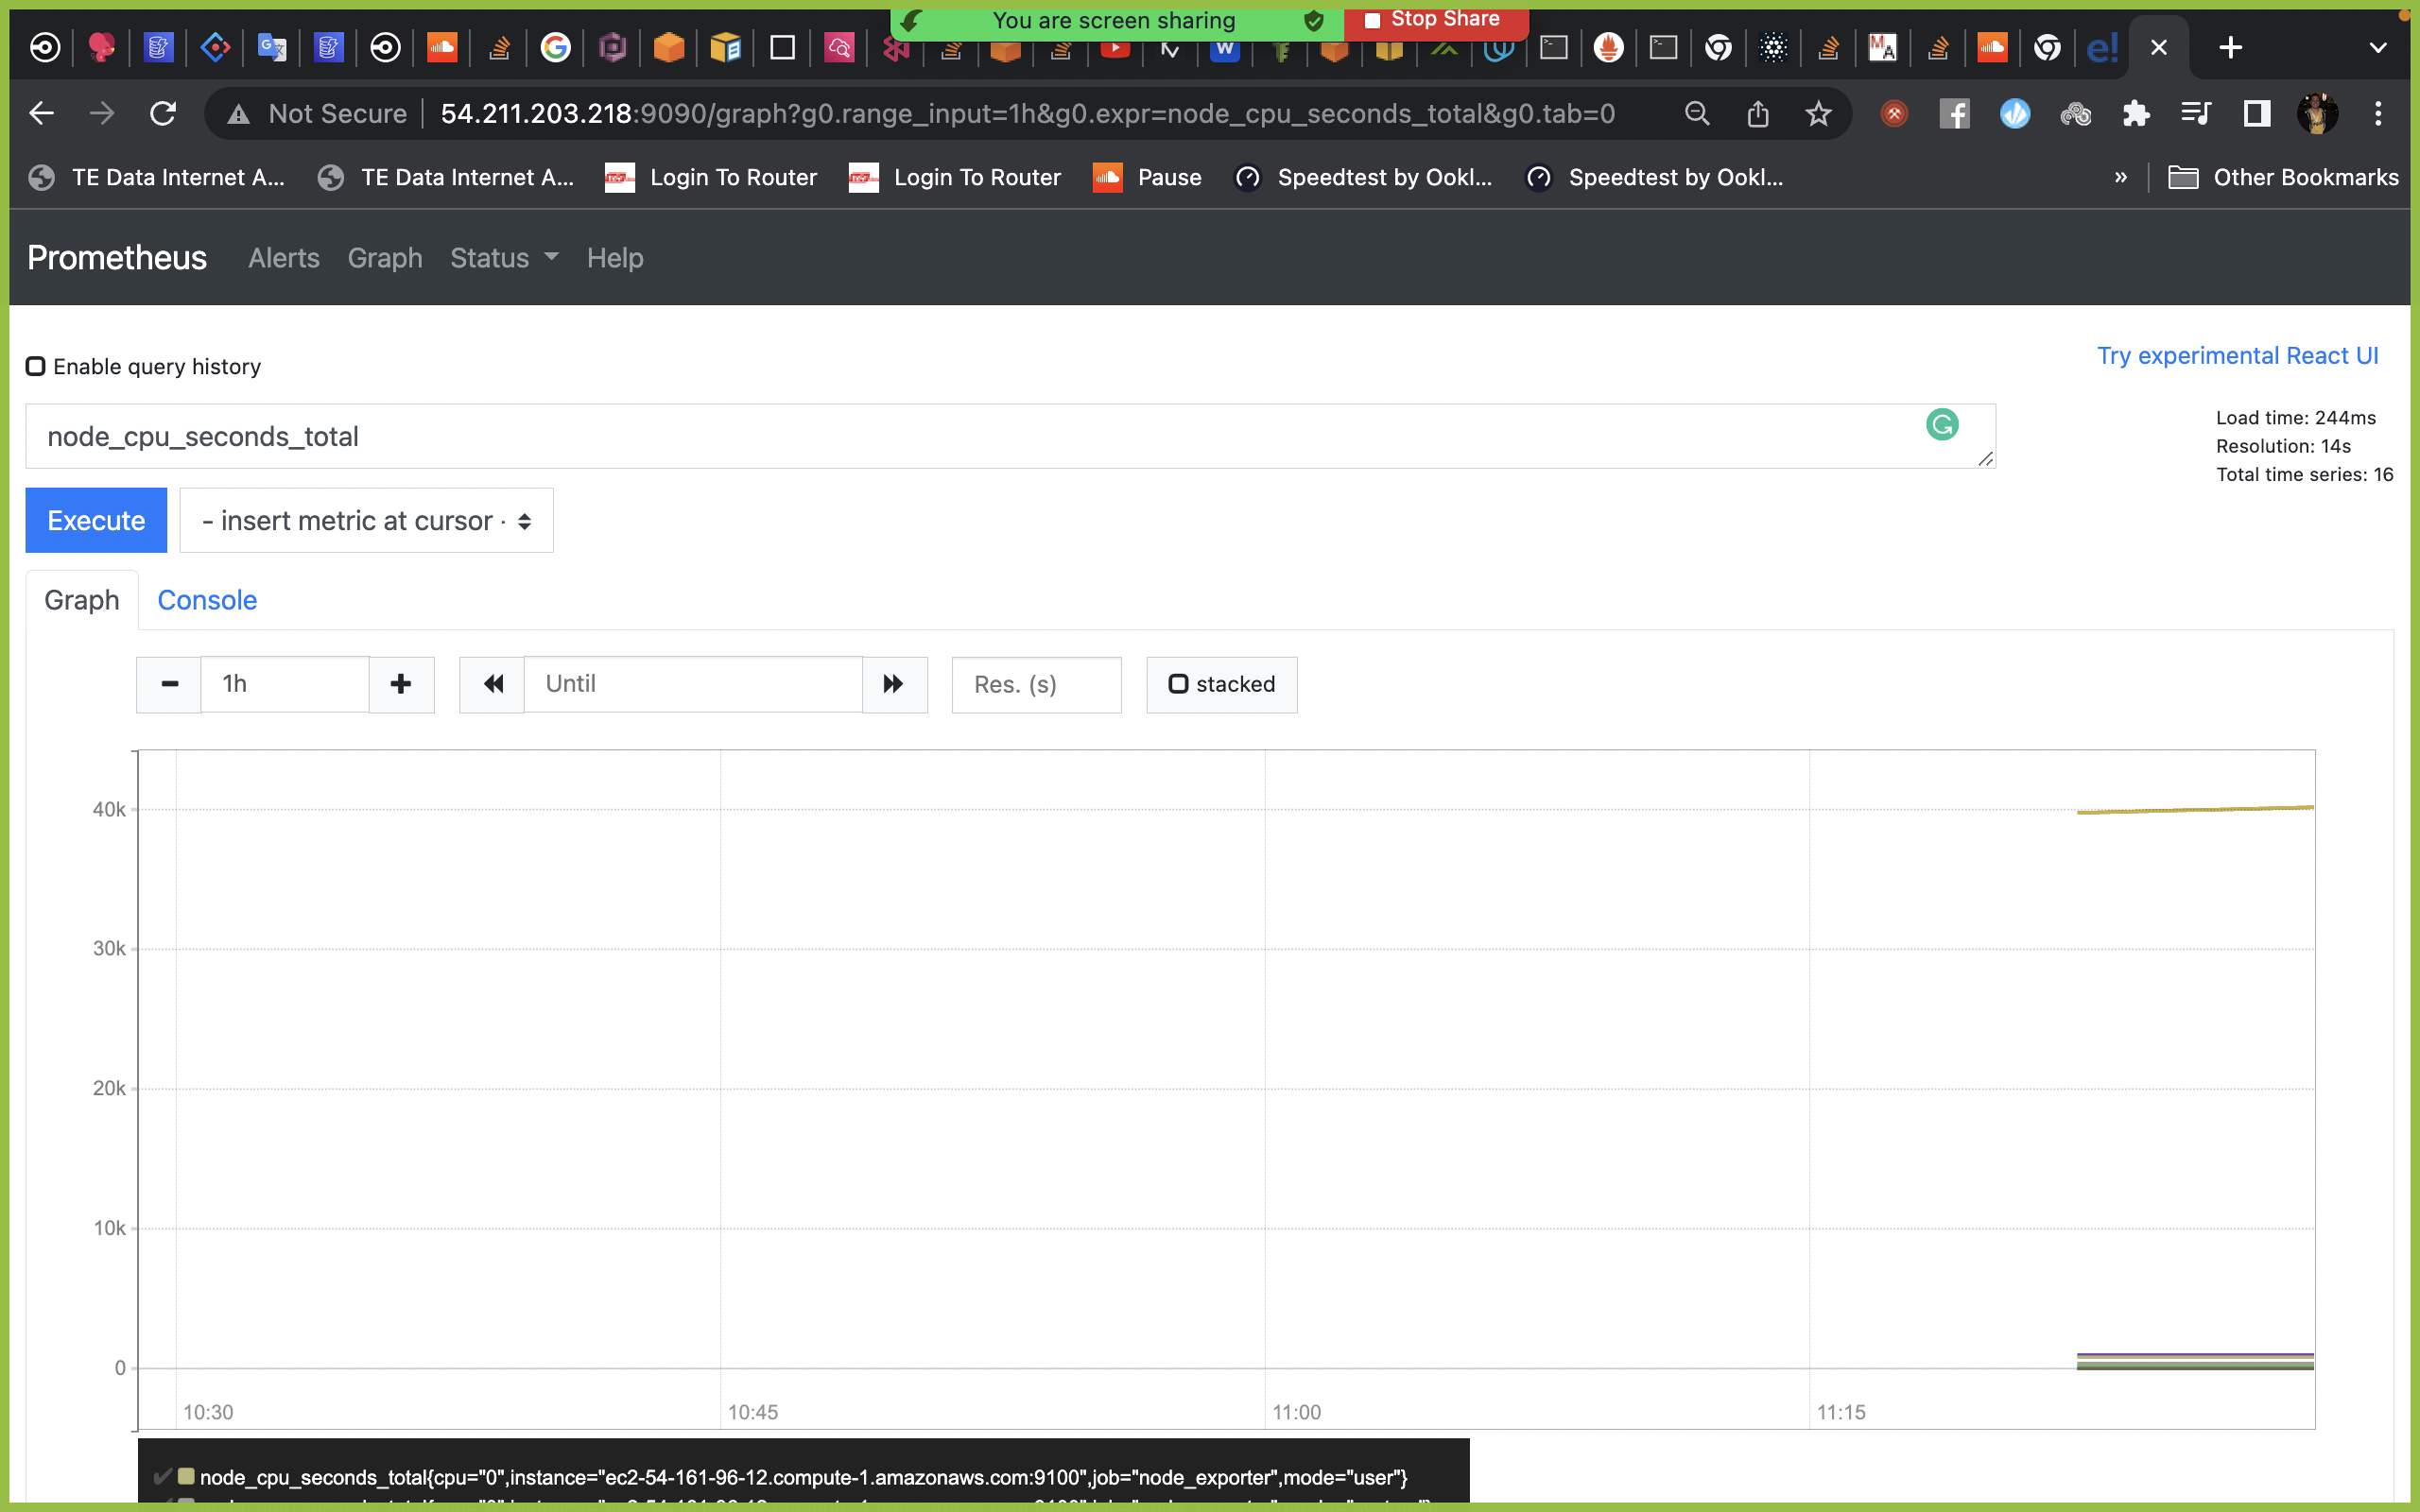 You are screen sharing Stop Share
Not Secure 54.211.203.218:9090/graph?g0.range_input=1h&g0.expr=node_cpu_seconds_total&g0.tab=0
TE Data Internet A... TE Data Internet A... Login To Router Login To Router Pause Speedtest by Ookl... Speedtest by Ookl... » Other Bookmarks
Prometheus Alerts Graph Status Help
Try experimental React UI
Enable query history
node_cpu_seconds_total
Load time: 244ms
Resolution: 14s
Total time series: 16
Execute - insert metric at cursor ·
Graph Console
1h Until Res. (s) stacked
40k
30k
20k
10k
0
10:30 10:45 11:00 11:15
node_cpu_seconds_total{cpu="0",instance="ec2-54-161-96-12.compute-1.amazonaws.com:9100",job="node_exporter",mode="user"}